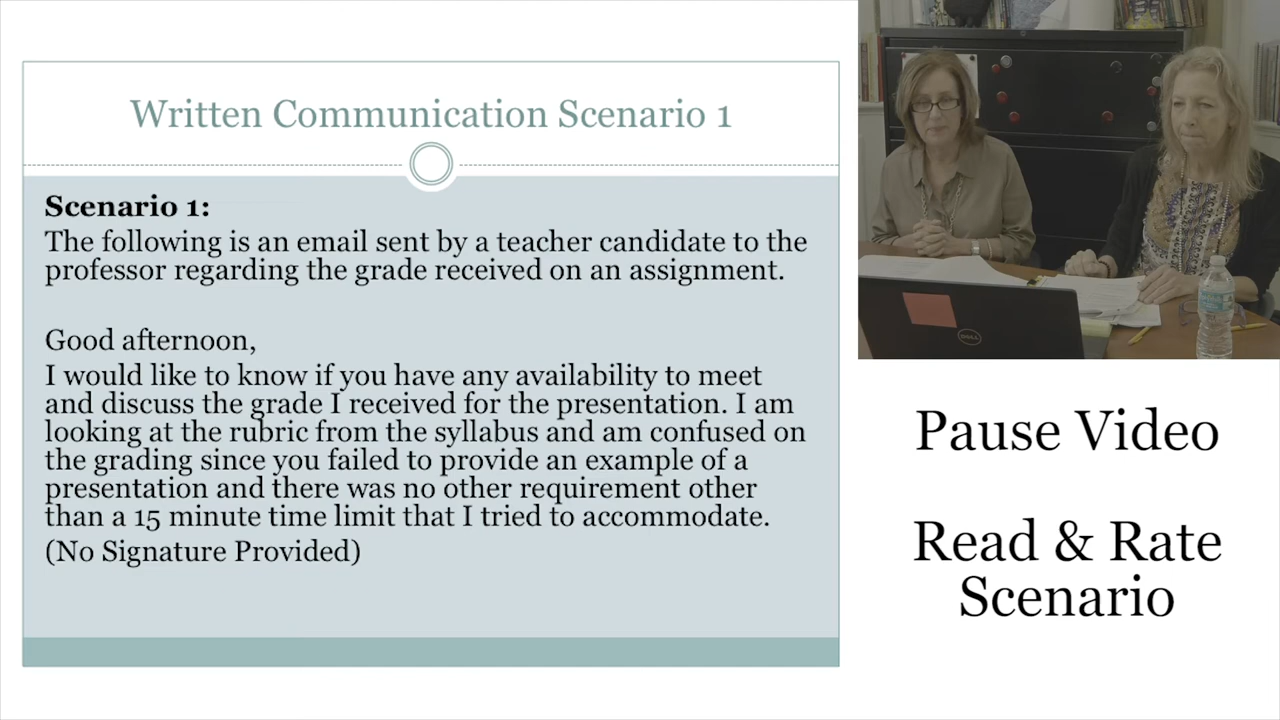 Written Communication Scenario 1
Scenario 1:
The following is an email sent by a teacher candidate to the
professor regarding the grade received on an assignment.
Good afternoon,
I would like to know if you have any availability to meet
and discuss the grade I received for the presentation. I am
looking at the rubric from the syllabus and am confused on
the grading since you failed to provide an example of a
presentation and there was no other requirement other
than a 15 minute time limit that I tried to accommodate.
(No Signature Provided)
DELL
Pause Video
Read & Rate
Scenario